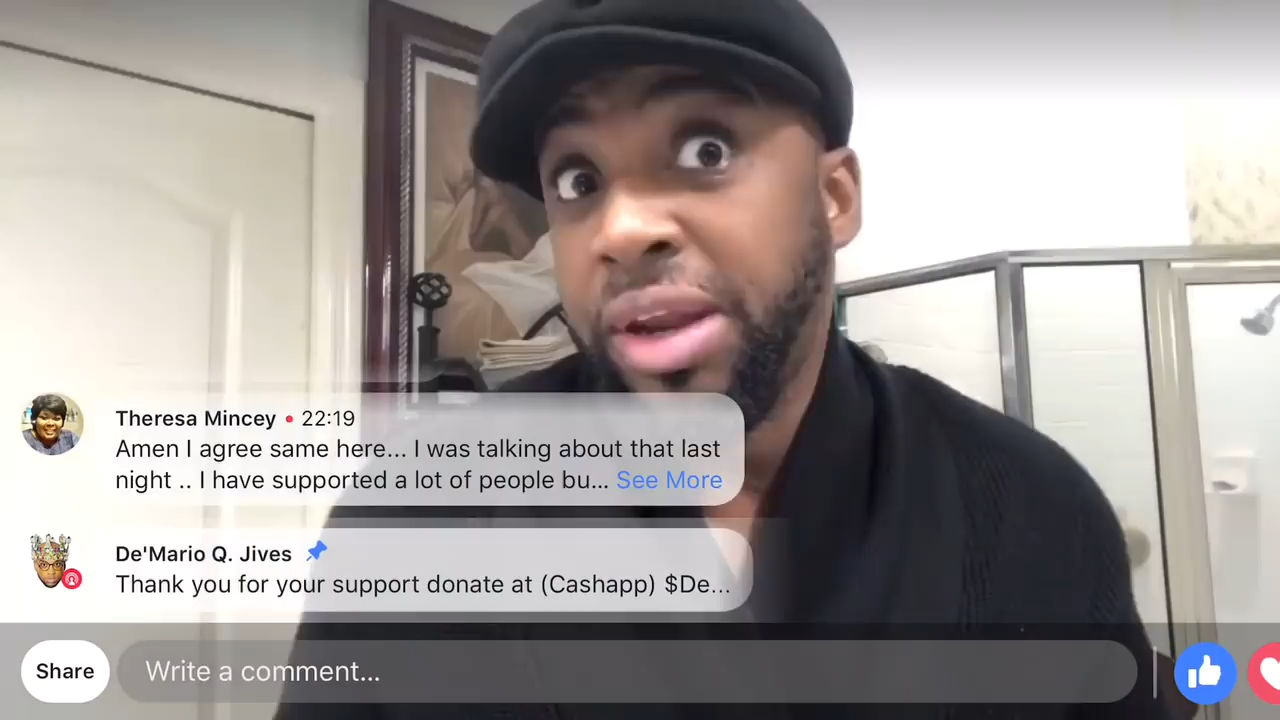 Theresa Mincey • 22:19
Amen I agree same here... I was talking about that last
night .. I have supported a lot of people bu... See More
De'Mario Q. Jives
Thank you for your support donate at (Cashapp) $De...
Share
Write a comment...